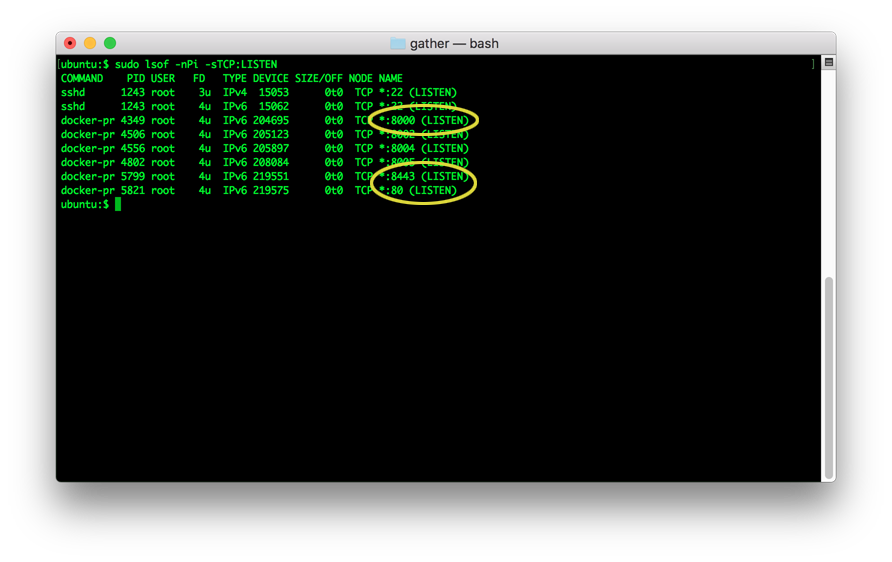 gather — bash
ubuntu:$ sudo lsof -nPi -sTCP:LISTEN
COMMAND PID USER FD TYPE DEVICE SIZE/OFF NODE NAME
sshd 1243 root 3u IPv4 15053 0t0 TCP *:22 (LISTEN)
sshd 1243 root 4u IPv6 15062 0t0 TCP *:22 (LISTEN)
docker-pr 4349 root 4u IPv6 204695 0t0 TCP *:8000 (LISTEN)
docker-pr 4506 root 4u IPv6 205123 0t0 TCP *:8002 (LISTEN)
docker-pr 4556 root 4u IPv6 205897 0t0 TCP *:8004 (LISTEN)
docker-pr 4802 root 4u IPv6 208084 0t0 TCP *:8005 (LISTEN)
docker-pr 5799 root 4u IPv6 219551 0t0 TCP *:8443 (LISTEN)
docker-pr 5821 root 4u IPv6 219575 0t0 TCP *:80 (LISTEN)
ubuntu:$